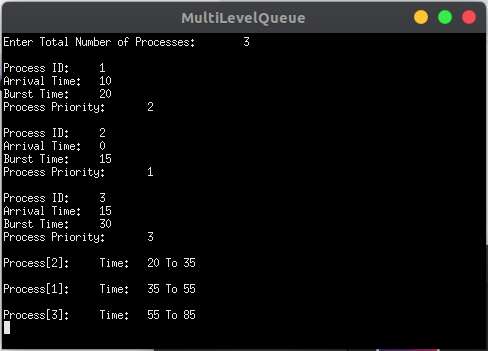 MultiLevelQueue
Enter Total Number of Processes: 3
Process ID: 1
Arrival Time: 10
Burst Time: 20
Process Priority: 2
Process ID: 2
Arrival Time: 0
Burst Time: 15
Process Priority: 1
Process ID: 3
Arrival Time: 15
Burst Time: 30
Process Priority: 3
Process[2]: Time: 20 To 35
Process[1]: Time: 35 To 55
Process[3]: Time: 55 To 85